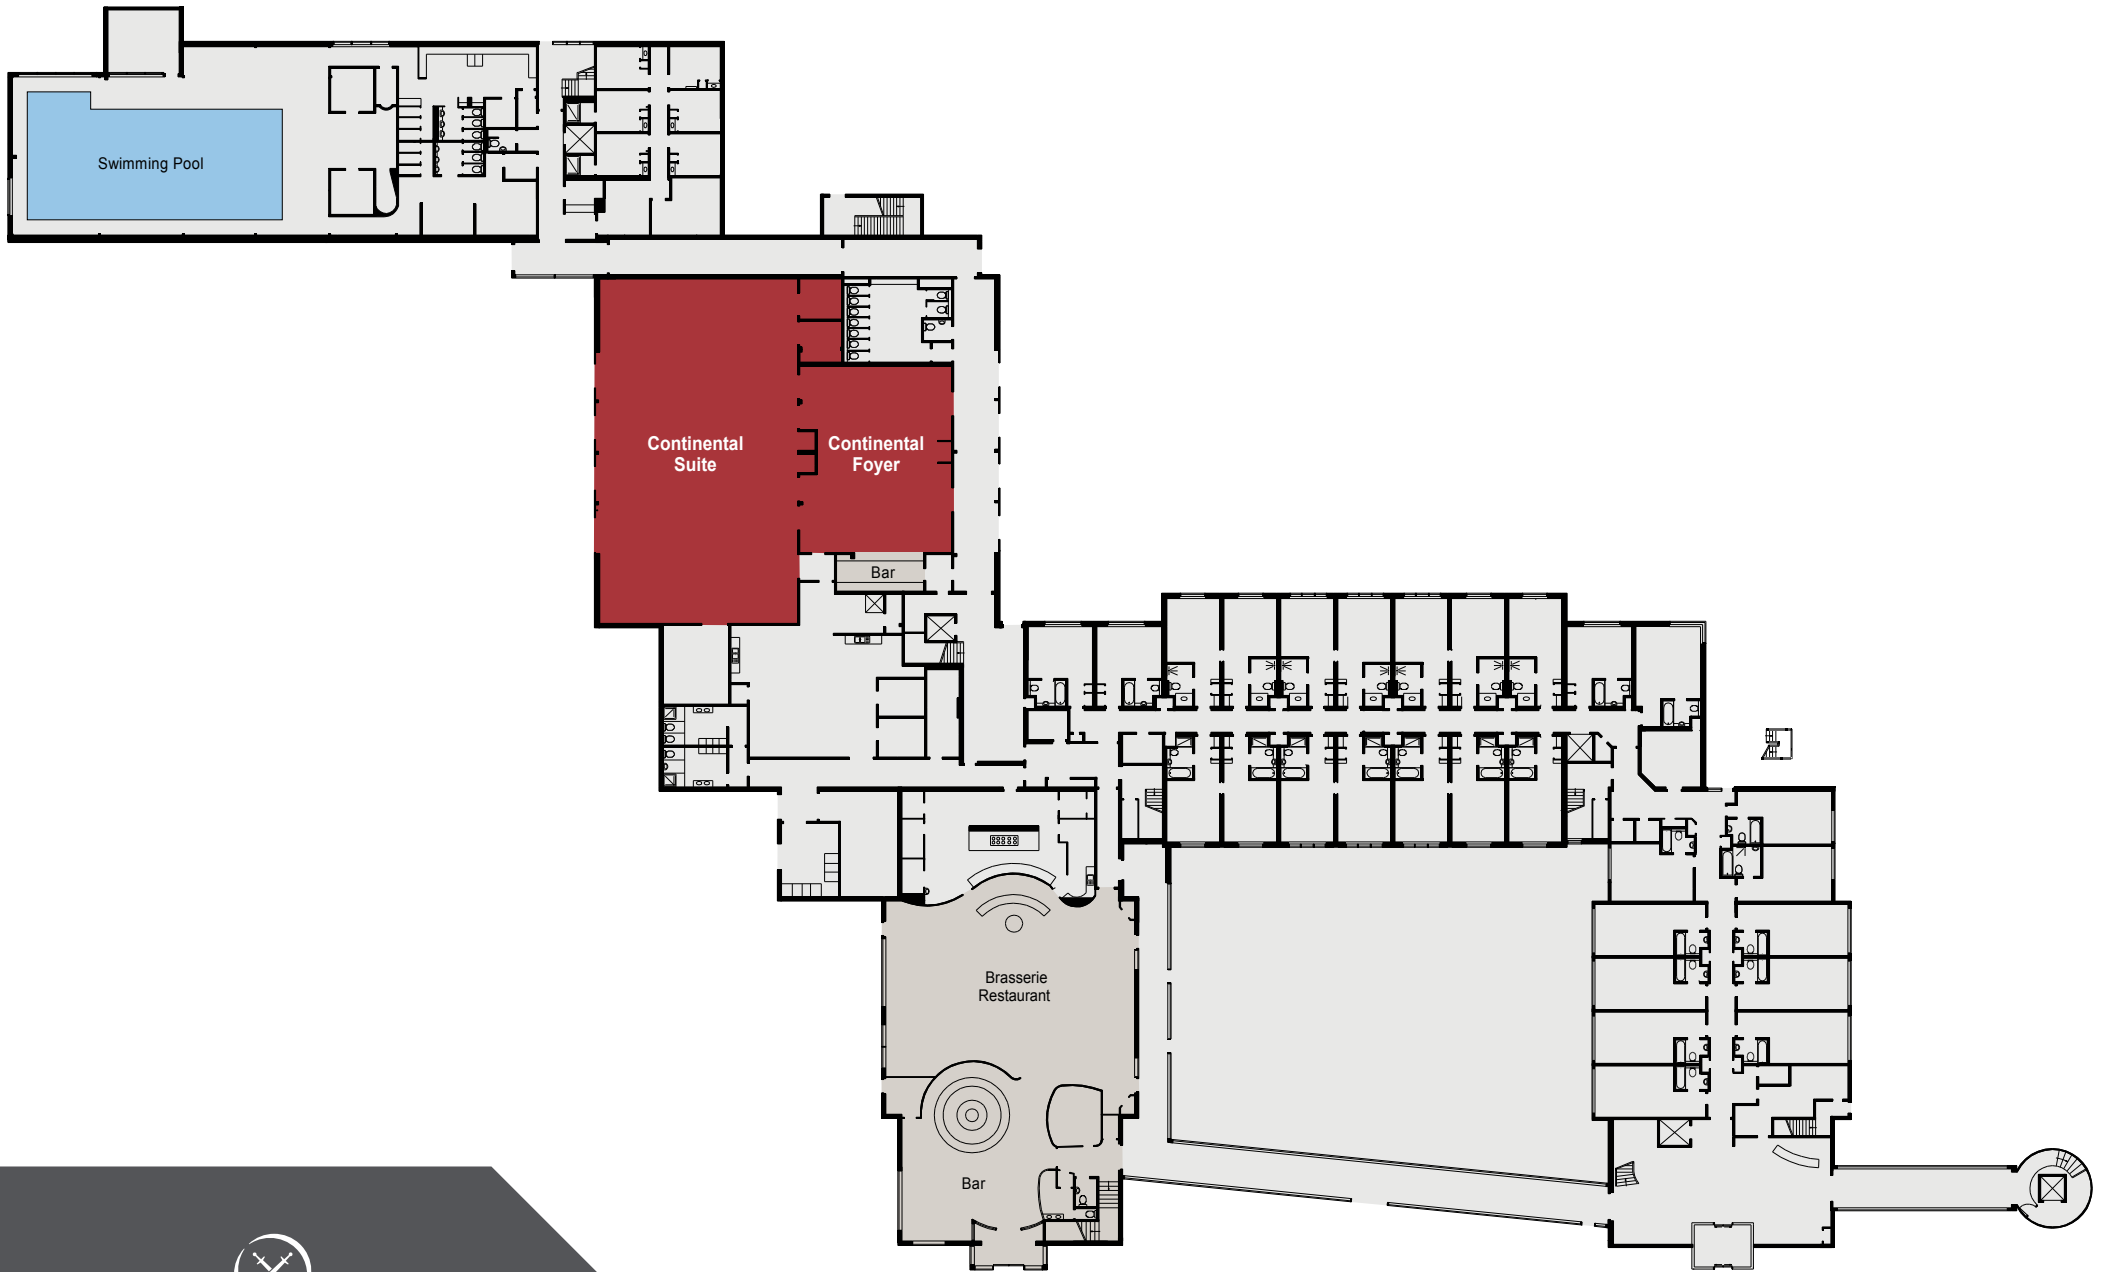 Swimming Pool
Continental
Suite
Continental
Foyer
Bar
Brasserie
Restaurant
Bar